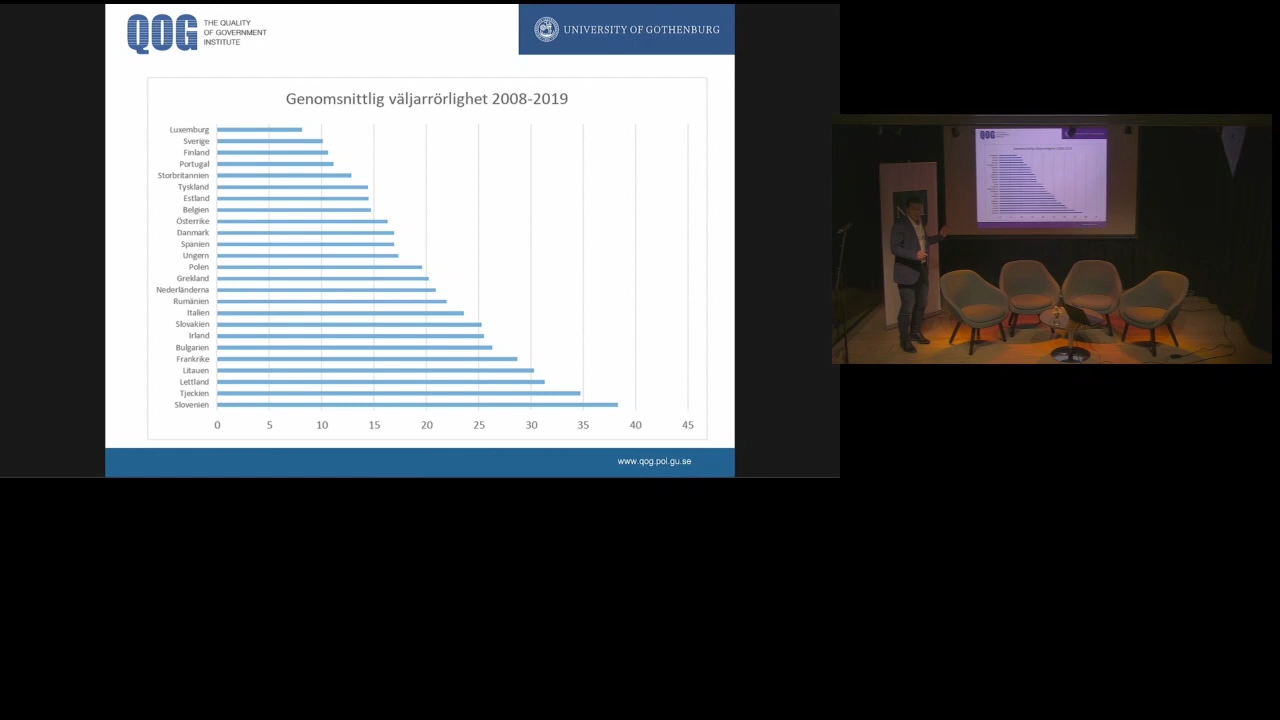 QOG
THE QUALITY
OF GOVERNMENT
INSTITUTE
UNIVERSITY OF GOTHENBURG
Genomsnittlig väljarrörlighet 2008-2019
Luxemburg
Sverige
Finland
Portugal
Storbritannien
Tyskland
Estland
Belgien
Österrike
Danmark
Spanien
Ungern
Polen
Grekland
Nederländerna
Rumänien
Italien
Slovakien
Irland
Bulgarien
Frankrike
Litauen
Lettland
Tjeckien
Slovenien
0 5 10 15 20 25 30 35 40 45
www.qog.pol.gu.se
QOG